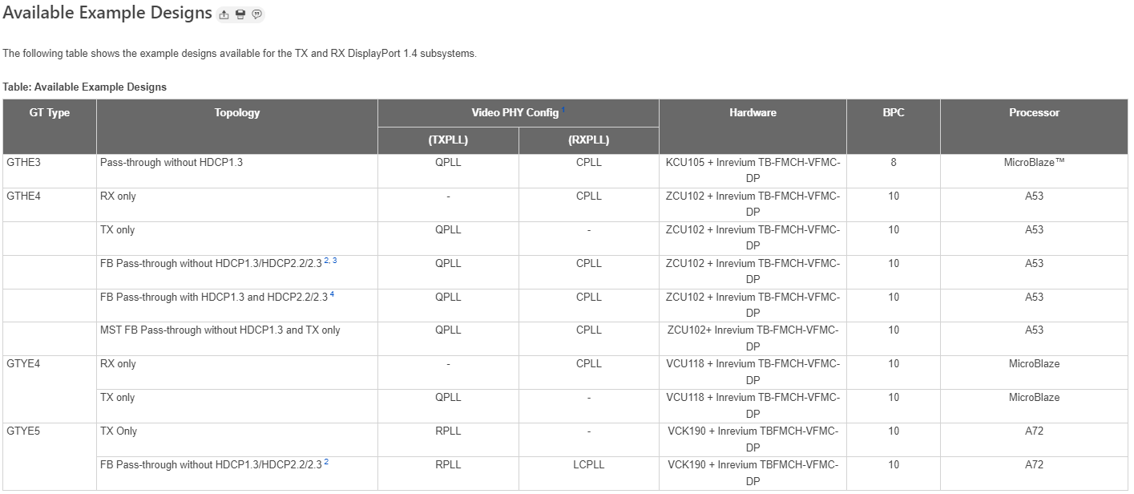 Available Example Designs
The following table shows the example designs available for the TX and RX DisplayPort 1.4 subsystems.
Table: Available Example Designs
GT Type Topology Video PHY Config 1 Hardware BPC Processor
(TXPLL) (RXPLL)
GTHE3 Pass-through without HDCP1.3 QPLL CPLL KCU105 + Inrevium TB-FMCH-VFMC- 8 MicroBlaze™
DP
GTHE4 RX only - CPLL ZCU102 + Inrevium TB-FMCH-VFMC- 10 A53
DP
TX only QPLL - ZCU102 + Inrevium TB-FMCH-VFMC- 10 A53
DP
FB Pass-through without HDCP1.3/HDCP2.2/2.3 2, 3 QPLL CPLL ZCU102 + Inrevium TB-FMCH-VFMC- 10 A53
DP
FB Pass-through with HDCP1.3 and HDCP2.2/2.3 4 QPLL CPLL ZCU102 + Inrevium TB-FMCH-VFMC- 10 A53
DP
MST FB Pass-through without HDCP1.3 and TX only QPLL CPLL ZCU102+ Inrevium TB-FMCH-VFMC- 10 A53
DP
GTYE4 RX only - CPLL VCU118 + Inrevium TB-FMCH-VFMC- 10 MicroBlaze
DP
TX only QPLL - VCU118 + Inrevium TB-FMCH-VFMC- 10 MicroBlaze
DP
GTYE5 TX Only RPLL - VCK190 + Inrevium TBFMCH-VFMC- 10 A72
DP
FB Pass-through without HDCP1.3/HDCP2.2/2.3 2 RPLL LCPLL VCK190 + Inrevium TBFMCH-VFMC- 10 A72
DP